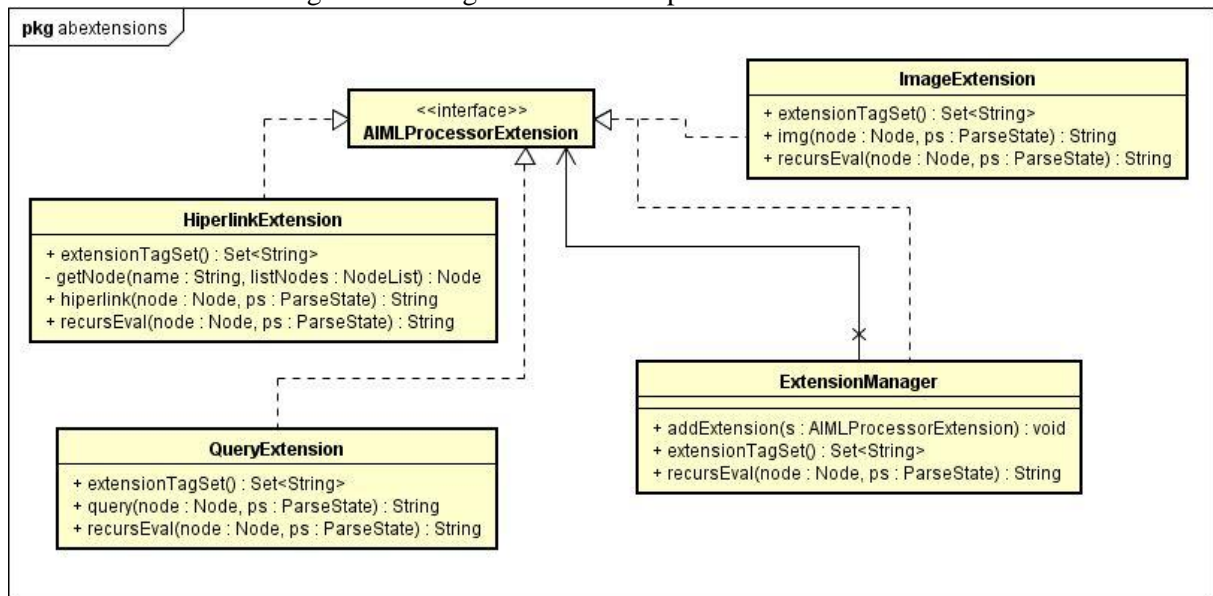 pkg abextensions
<<interface>>
AIMLProcessorExtension
ImageExtension
+ extensionTagSet() : Set<String>
+ img(node : Node, ps : ParseState) : String
+ recursEval(node : Node, ps : ParseState) : String
HiperlinkExtension
+ extensionTagSet() : Set<String>
- getNode(name : String, listNodes : NodeList) : Node
+ hiperlink(node : Node, ps : ParseState) : String
+ recursEval(node : Node, ps : ParseState) : String
ExtensionManager
+ addExtension(s : AIMLProcessorExtension) : void
+ extensionTagSet() : Set<String>
+ recursEval(node : Node, ps : ParseState) : String
QueryExtension
+ extensionTagSet() : Set<String>
+ query(node : Node, ps : ParseState) : String
+ recursEval(node : Node, ps : ParseState) : String